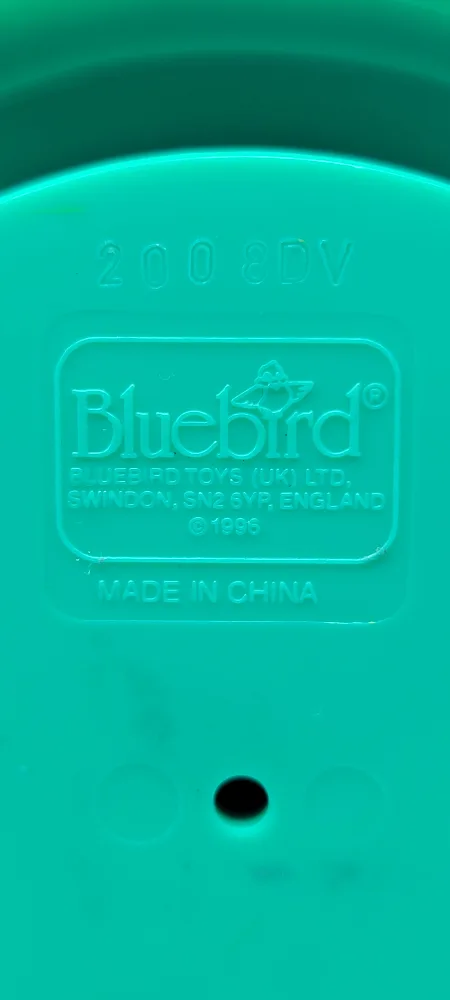 2008DV
Bluebird®
BLUEBIRD TOYS (UK) LTD,
SWINDON, SN2 6YP, ENGLAND
© 1996
MADE IN CHINA